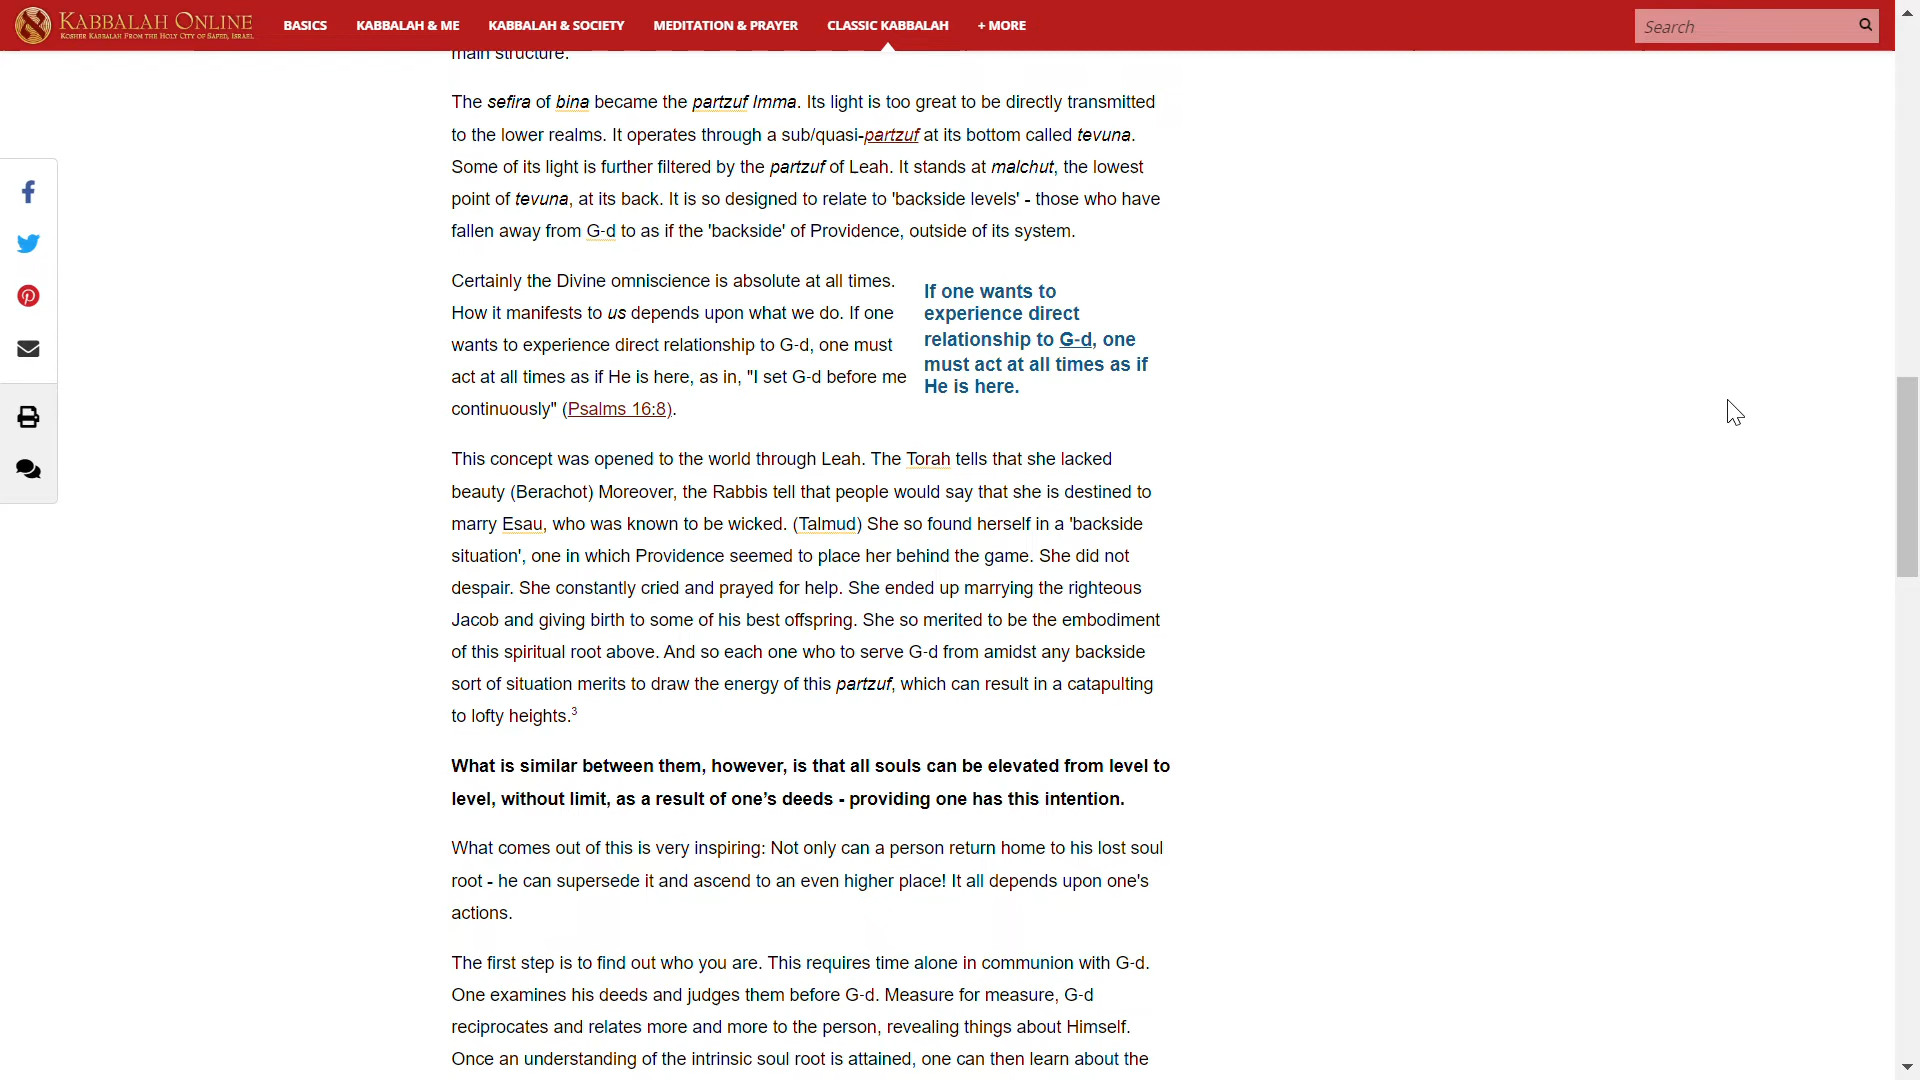 KABBALAH ONLINE
KOSHER KABBALAH FROM THE HOLY CITY OF SAFED, ISRAEL
BASICS
KABBALAH & ME
KABBALAH & SOCIETY
MEDITATION & PRAYER
CLASSIC KABBALAH
+ MORE
Search
main structure.
The sefira of bina became the partzuf Imma. Its light is too great to be directly transmitted
to the lower realms. It operates through a sub/quasi-partzuf at its bottom called tevuna.
Some of its light is further filtered by the partzuf of Leah. It stands at malchut, the lowest
point of tevuna, at its back. It is so designed to relate to 'backside levels' - those who have
fallen away from G-d to as if the 'backside' of Providence, outside of its system.
Certainly the Divine omniscience is absolute at all times.
How it manifests to us depends upon what we do. If one
wants to experience direct relationship to G-d, one must
act at all times as if He is here, as in, "I set G-d before me
continuously" (Psalms 16:8).
If one wants to
experience direct
relationship to G-d, one
must act at all times as if
He is here.
This concept was opened to the world through Leah. The Torah tells that she lacked
beauty (Berachot) Moreover, the Rabbis tell that people would say that she is destined to
marry Esau, who was known to be wicked. (Talmud) She so found herself in a 'backside
situation', one in which Providence seemed to place her behind the game. She did not
despair. She constantly cried and prayed for help. She ended up marrying the righteous
Jacob and giving birth to some of his best offspring. She so merited to be the embodiment
of this spiritual root above. And so each one who to serve G-d from amidst any backside
sort of situation merits to draw the energy of this partzuf, which can result in a catapulting
to lofty heights.3
What is similar between them, however, is that all souls can be elevated from level to
level, without limit, as a result of one’s deeds - providing one has this intention.
What comes out of this is very inspiring: Not only can a person return home to his lost soul
root - he can supersede it and ascend to an even higher place! It all depends upon one's
actions.
The first step is to find out who you are. This requires time alone in communion with G-d.
One examines his deeds and judges them before G-d. Measure for measure, G-d
reciprocates and relates more and more to the person, revealing things about Himself.
Once an understanding of the intrinsic soul root is attained, one can then learn about the